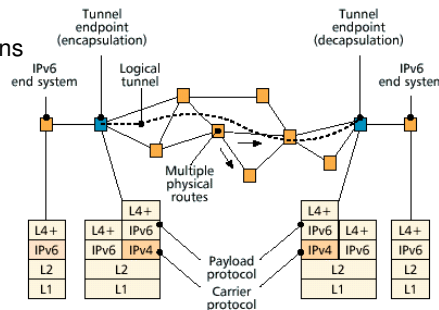 Tunnel
endpoint
(encapsulation)
Tunnel
endpoint
(decapsulation)
ns
IPv6
end system
Logical
tunnel
IPv6
end system
Multiple
physical
routes
L4+
IPv6
L2
L1
L4+
L4+
IPv6
IPv6
IPv4
L2
L1
Payload
protocol
Carrier
protocol
L4+
IPv6
L4+
IPv4
IPv6
L2
L1
L4+
IPv6
L2
L1